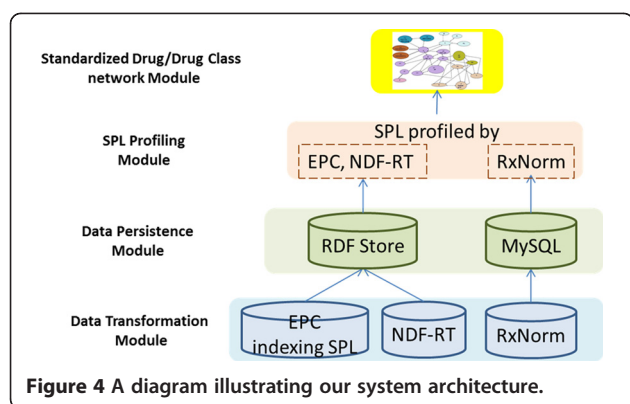 Standardized Drug/Drug Class
network Module
SPL Profiling
Module
SPL profiled by
EPC, NDF-RT
RxNorm
Data Persistence
Module
RDF Store
MySQL
Data Transformation
Module
EPC
indexing SPL
NDF-RT
RxNorm
Figure 4 A diagram illustrating our system architecture.